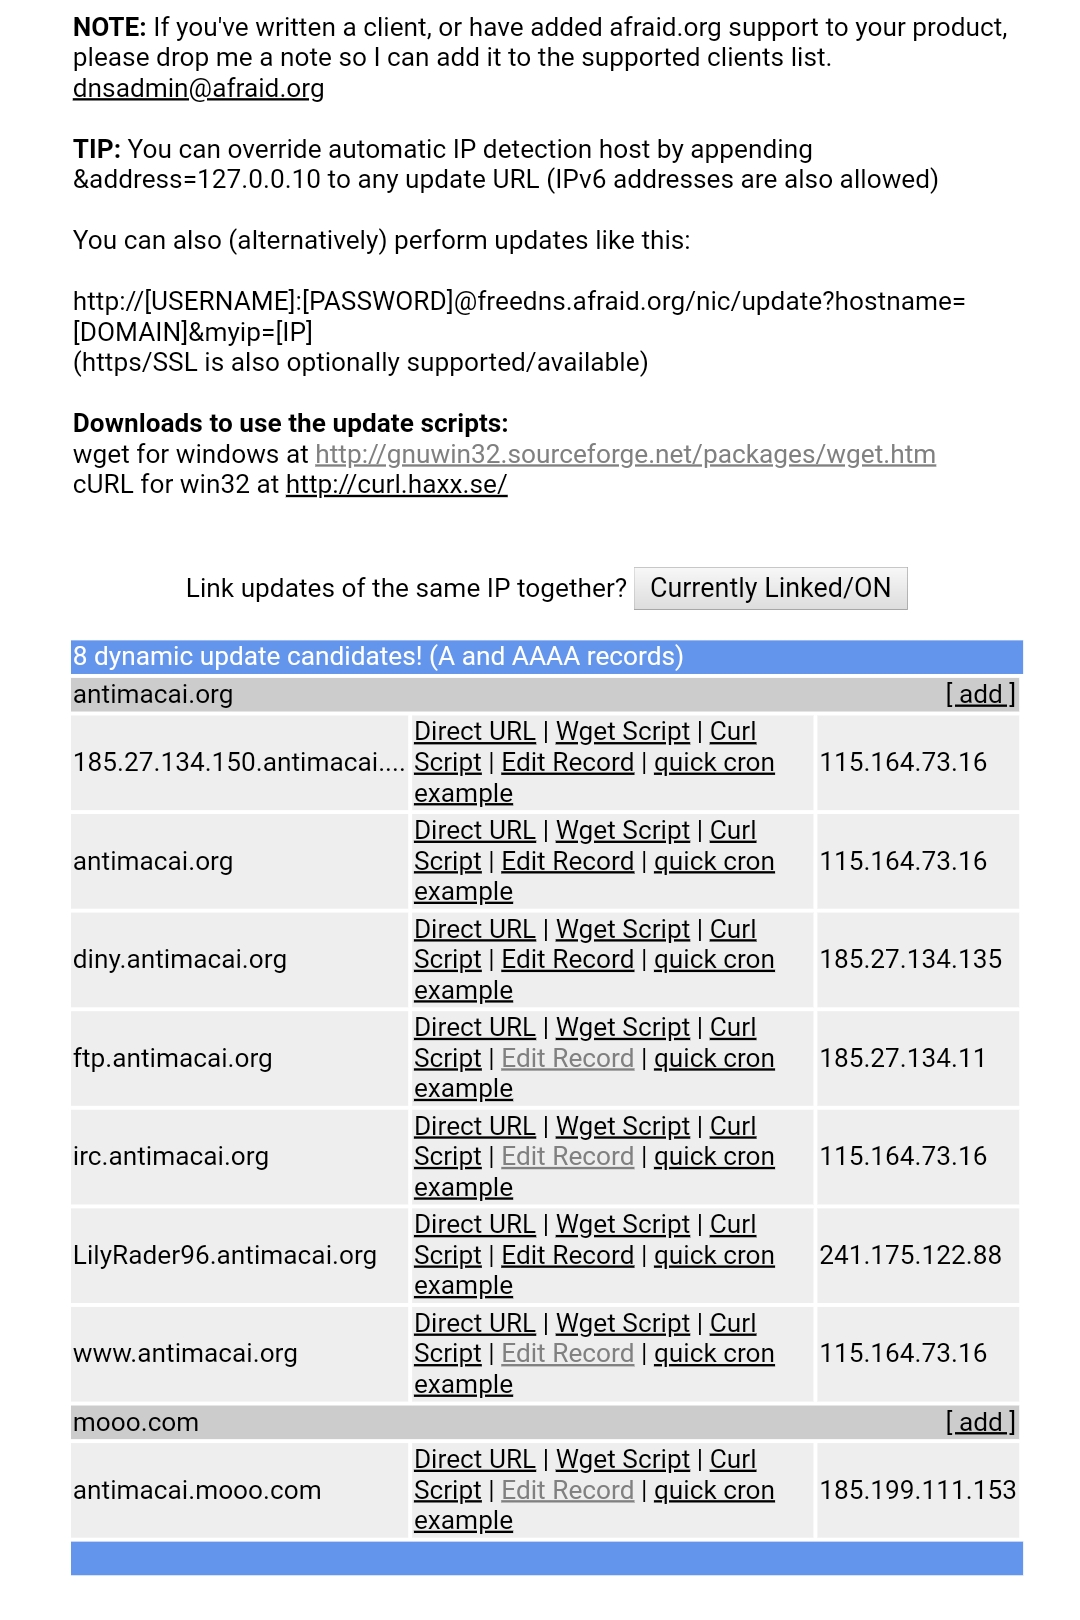 NOTE: If you've written a client, or have added afraid.org support to your product,
please drop me a note so I can add it to the supported clients list.
dnsadmin@afraid.org
TIP: You can override automatic IP detection host by appending
&address=127.0.0.10 to any update URL (IPv6 addresses are also allowed)
You can also (alternatively) perform updates like this:
http://[USERNAME]:[PASSWORD]@freedns.afraid.org/nic/update?hostname=
[DOMAIN]&myip=[IP]
(https/SSL is also optionally supported/available)
Downloads to use the update scripts:
wget for windows at http://gnuwin32.sourceforge.net/packages/wget.htm
cURL for win32 at http://curl.haxx.se/
Link updates of the same IP together? Currently Linked/ON
8 dynamic update candidates! (A and AAAA records)
antimacai.org [ add ]
185.27.134.150.antimacai....
Direct URL | Wget Script | Curl
Script | Edit Record | quick cron
example
115.164.73.16
antimacai.org
Direct URL | Wget Script | Curl
Script | Edit Record | quick cron
example
115.164.73.16
diny.antimacai.org
Direct URL | Wget Script | Curl
Script | Edit Record | quick cron
example
185.27.134.135
ftp.antimacai.org
Direct URL | Wget Script | Curl
Script | Edit Record | quick cron
example
185.27.134.11
irc.antimacai.org
Direct URL | Wget Script | Curl
Script | Edit Record | quick cron
example
115.164.73.16
LilyRader96.antimacai.org
Direct URL | Wget Script | Curl
Script | Edit Record | quick cron
example
241.175.122.88
www.antimacai.org
Direct URL | Wget Script | Curl
Script | Edit Record | quick cron
example
115.164.73.16
mooo.com [ add ]
antimacai.mooo.com
Direct URL | Wget Script | Curl
Script | Edit Record | quick cron
example
185.199.111.153